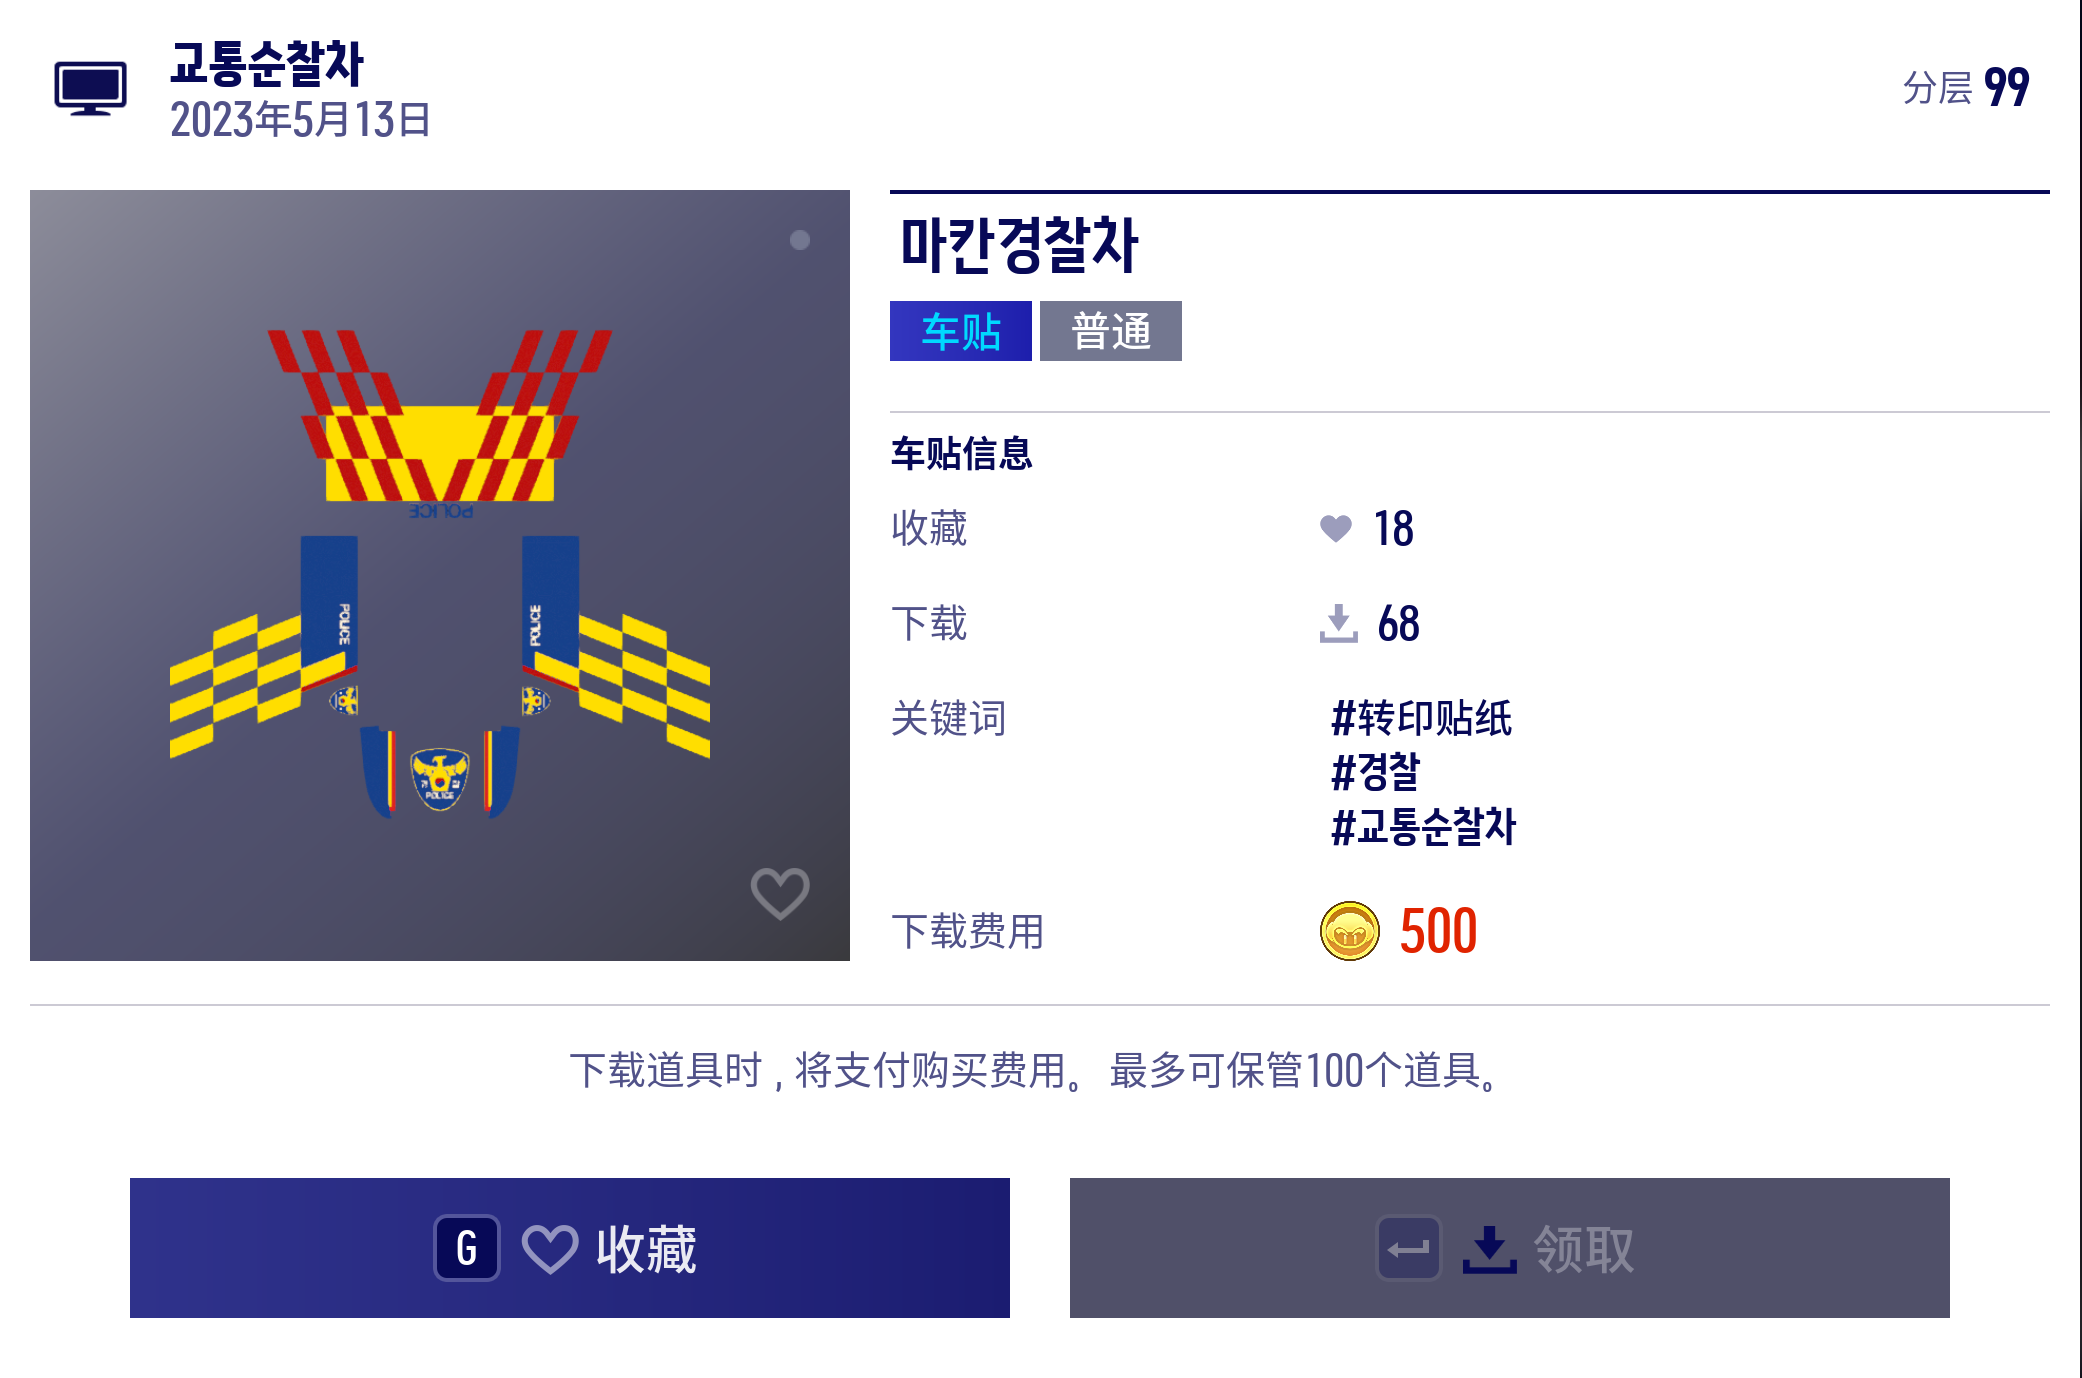 교통순찰차
2023年5月13日
分层 99
마칸경찰차
车贴 普通
车贴信息
收藏 18
下载 68
关键词 #转印贴纸
#경찰
#교통순찰차
下载费用 500
POLICE
POLICE
POLICE
POLICE
下载道具时，将支付购买费用。 最多可保管100个道具。
G 收藏
领取